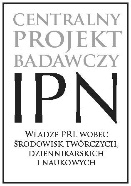 CENTRALNY
PROJEKT
BADAWCZY
IPN
WŁADZE PRL WOBEC
ŚRODOWISK TWÓRCZYCH,
DZIENNIKARSKICH
I NAUKOWYCH